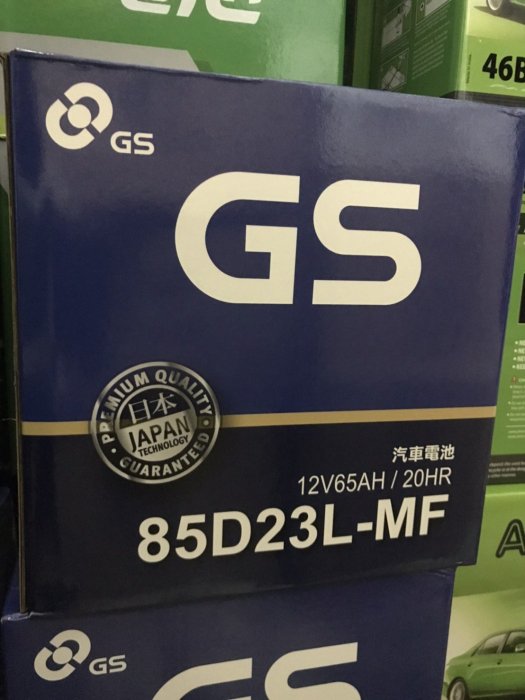 46B
GS
GS
PREMIUM QUALITY
日本
JAPAN
TECHNOLOGY
GUARANTEED
汽車電池
12V65AH / 20HR
85D23L-MF
A
GS
GS